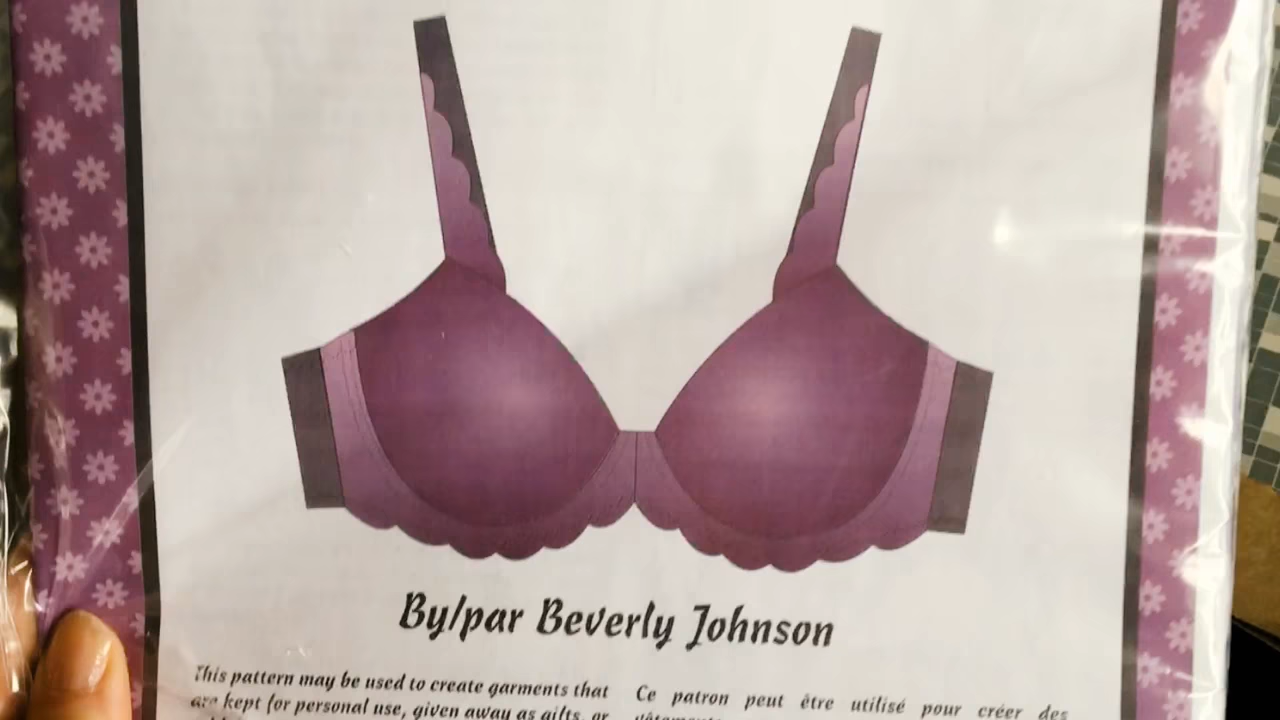 By/par Beverly Johnson
This pattern may be used to create garments that
are kept for personal use, given away as gifts, or
Ce patron peut être utilisé pour créer des